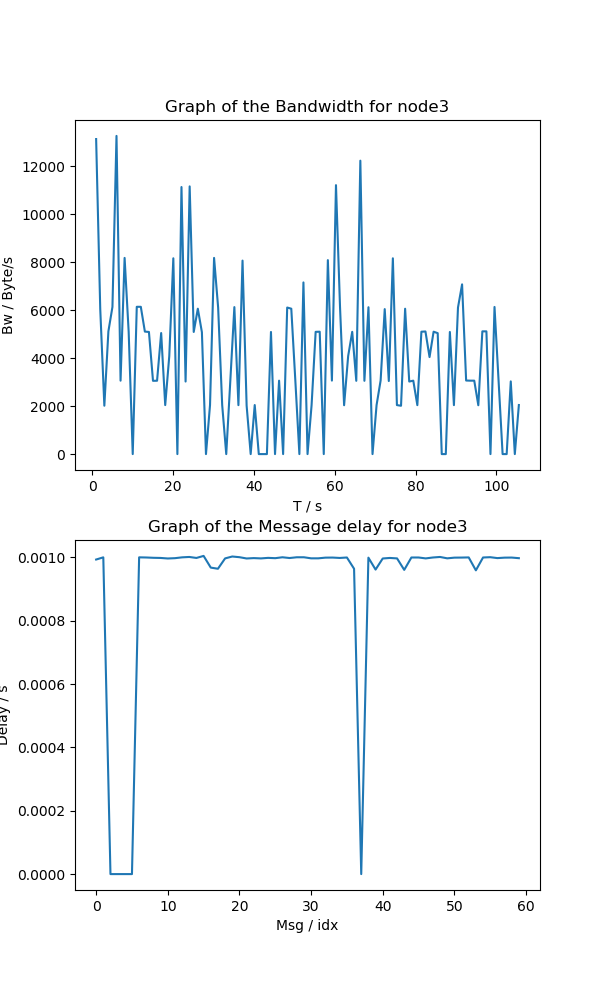 Graph of the Bandwidth for node3
12000
10000
8000
6000
4000
2000
0
Bw / Byte/s
0 20 40 60 80 100
T / s
Graph of the Message delay for node3
0.0010
0.0008
0.0006
0.0004
0.0002
0.0000
Delay / s
0 10 20 30 40 50 60
Msg / idx